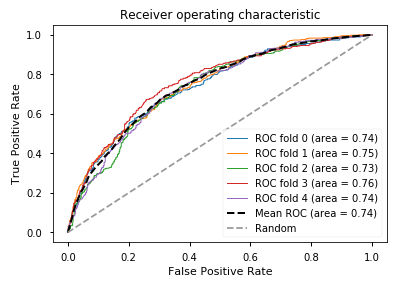 Receiver operating characteristic
True Positive Rate
1.0
0.8
0.6
0.4
0.2
0.0
ROC fold 0 (area = 0.74)
ROC fold 1 (area = 0.75)
ROC fold 2 (area = 0.73)
ROC fold 3 (area = 0.76)
ROC fold 4 (area = 0.74)
Mean ROC (area = 0.74)
Random
0.0 0.2 0.4 0.6 0.8 1.0
False Positive Rate